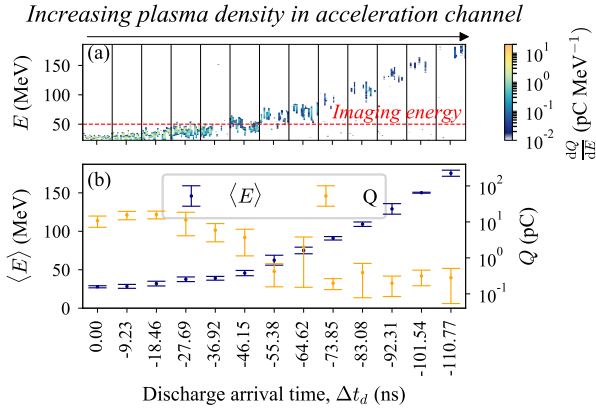 Increasing plasma density in acceleration channel
(a)
E (MeV)
150
100
50
Imaging energy
10^1
10^0
10^-1
10^-2
dQ/dE (pC MeV^-1)
(b)
⟨E⟩ Q
⟨E⟩ (MeV)
150
100
50
0
10^2
10^1
10^0
10^-1
Q (pC)
0.00
-9.23
-18.46
-27.69
-36.92
-46.15
-55.38
-64.62
-73.85
-83.08
-92.31
-101.54
-110.77
Discharge arrival time, Δt_d (ns)